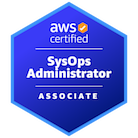 aws
certified
SysOps
Administrator
ASSOCIATE